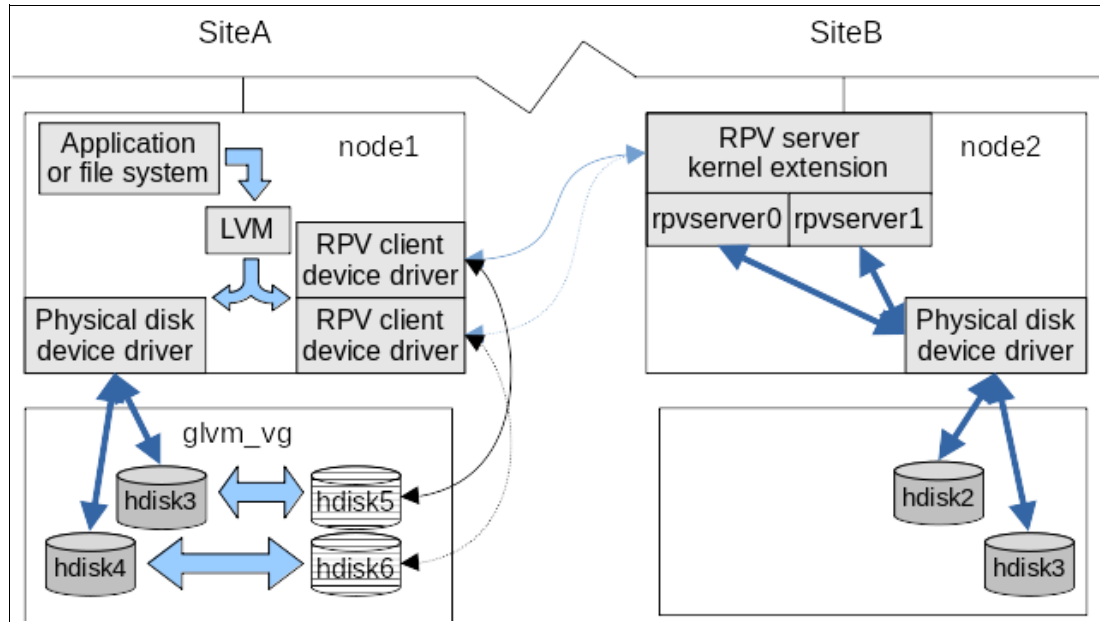 SiteA
SiteB
Application
or file system
node1
LVM
RPV client
device driver
Physical disk
device driver
RPV client
device driver
RPV server
kernel extension
node2
rpvserver0
rpvserver1
Physical disk
device driver
glvm_vg
hdisk3
hdisk5
hdisk4
hdisk6
hdisk2
hdisk3